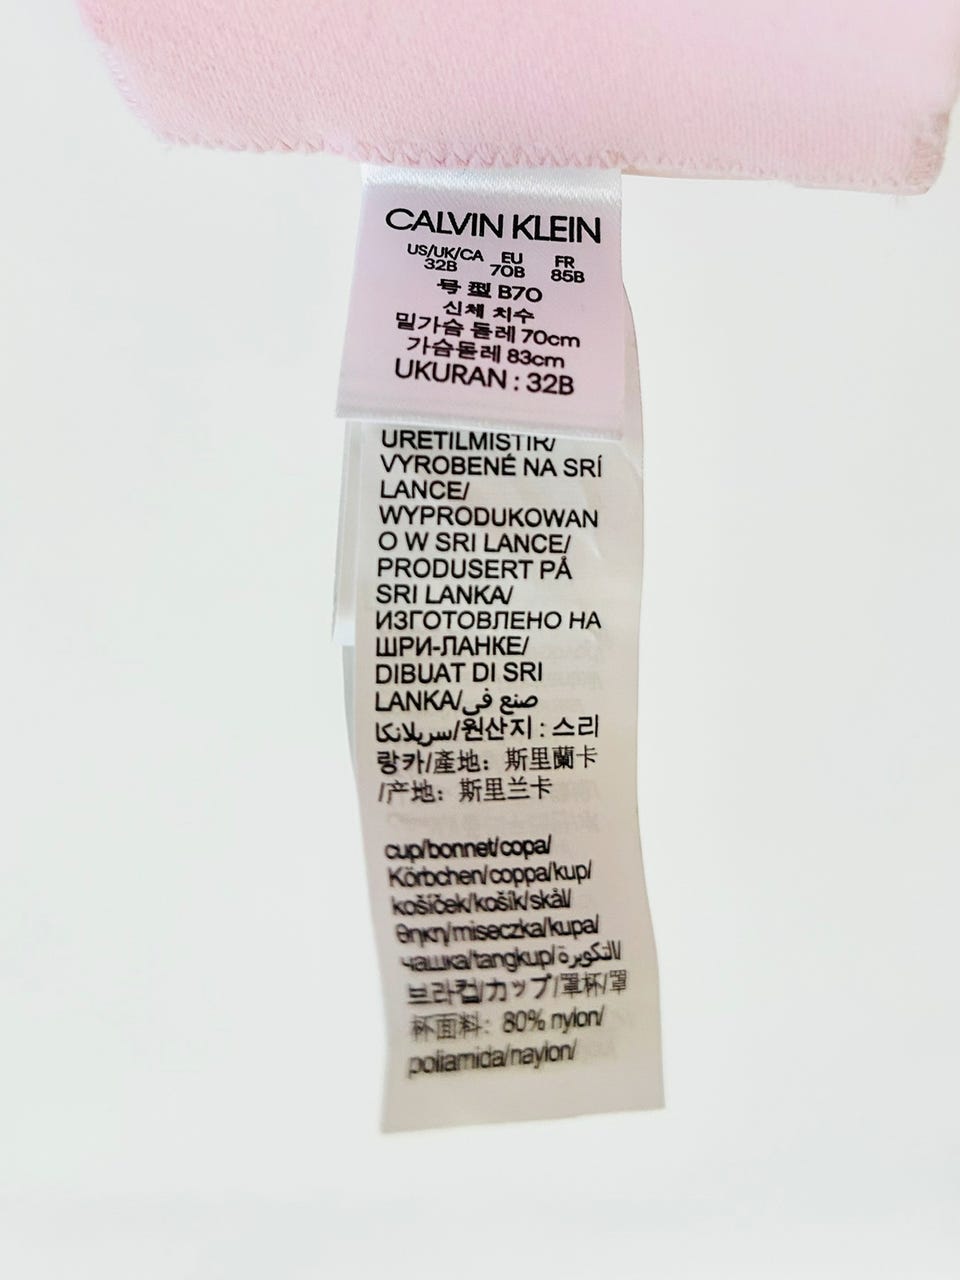 CALVIN KLEIN
US/UK/CA EU FR
32B 70B 85B
号型 B70
신체 치수
밑가슴 둘레 70cm
가슴둘레 83cm
UKURAN : 32B
URETILMISTIR/
VYROBENÉ NA SRÍ
LANCE/
WYPRODUKOWAN
O W SRI LANCE/
PRODUSERT PÅ
SRI LANKA/
ИЗГОТОВЛЕНО НА
ШРИ-ЛАНКЕ/
DIBUAT DI SRI
LANKA/صنع في
سريلانكا/원산지 : 스리
랑카/產地：斯里蘭卡
/产地：斯里兰卡
cup/bonnet/copa/
Körbchen/coppa/kup/
košíček/košík/skål/
θηκη/miseczka/kupa/
чашка/tangkup/التكويرة/
브라컵/カップ/罩杯/罩
杯面料：80% nylon/
poliamida/naylon/